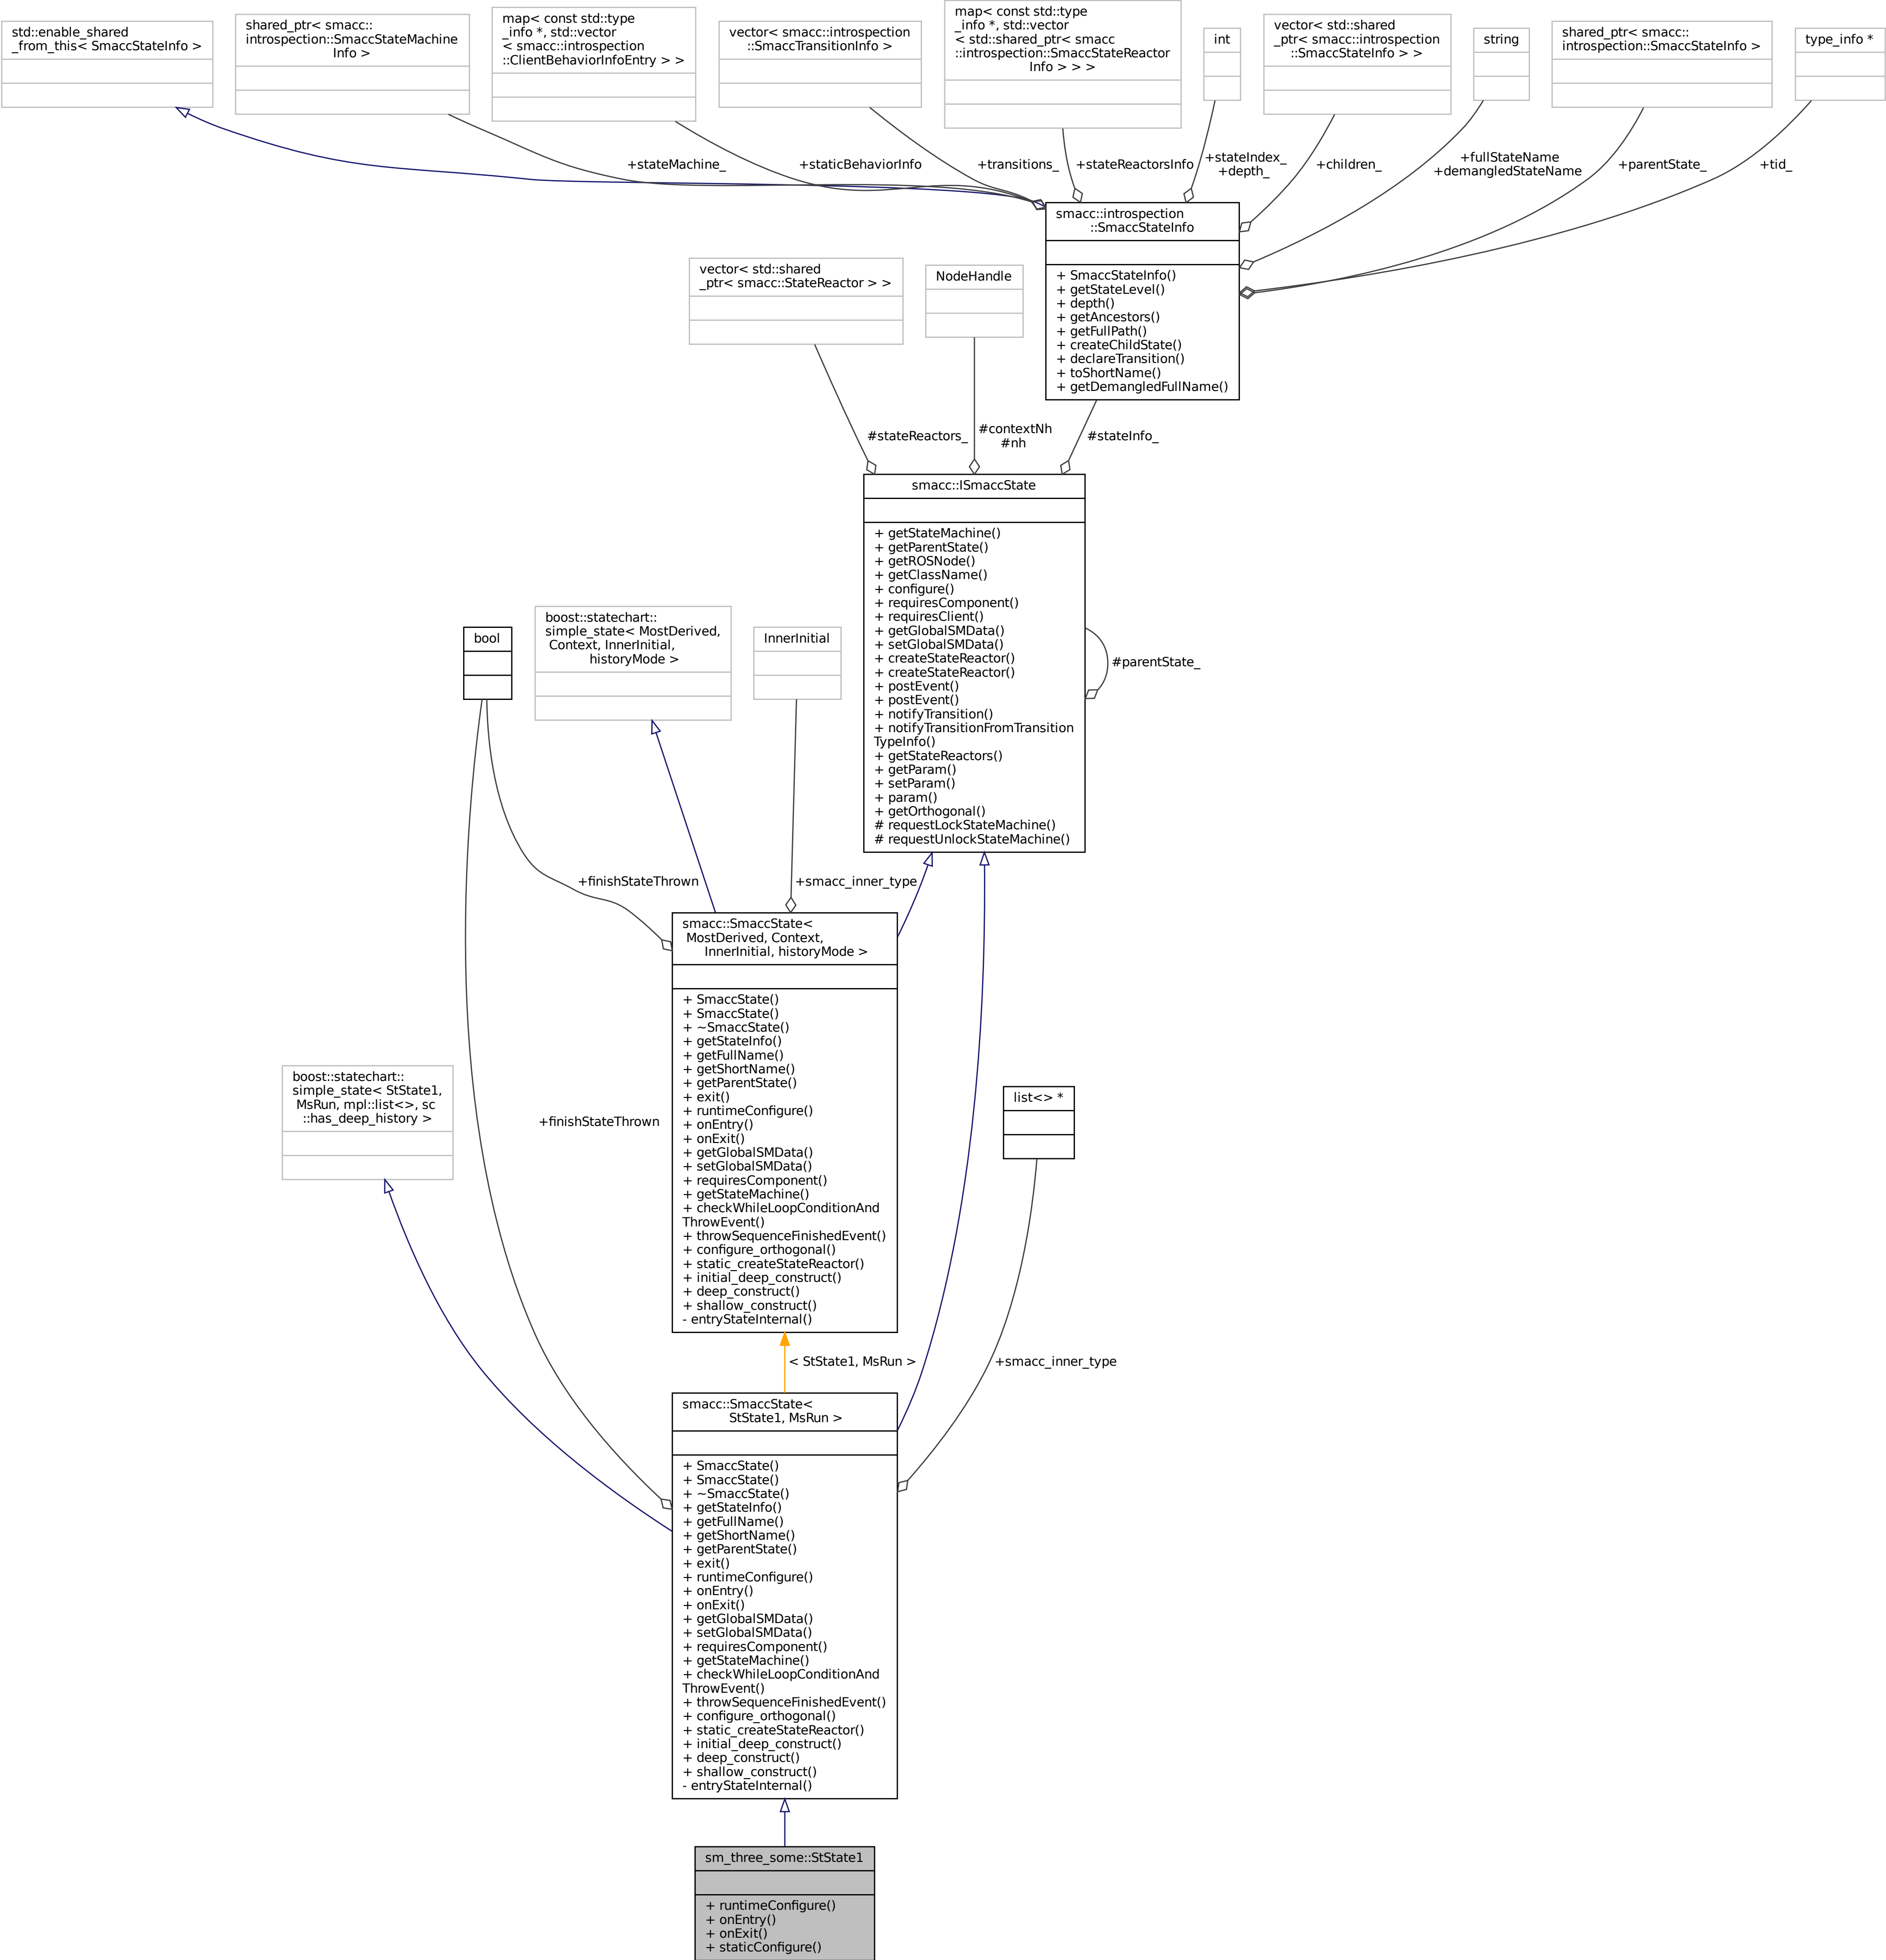 std::enable_shared
_from_this< SmaccStateInfo >
shared_ptr< smacc::
introspection::SmaccStateMachine
Info >
map< const std::type
_info *, std::vector
< smacc::introspection
::ClientBehaviorInfoEntry > >
vector< smacc::introspection
::SmaccTransitionInfo >
map< const std::type
_info *, std::vector
< std::shared_ptr< smacc
::introspection::SmaccStateReactor
Info > > >
int
vector< std::shared
_ptr< smacc::introspection
::SmaccStateInfo > >
string
shared_ptr< smacc::
introspection::SmaccStateInfo >
type_info *
+stateMachine_
+staticBehaviorInfo
+transitions_
+stateReactorsInfo
+stateIndex_
+depth_
+children_
+fullStateName
+demangledStateName
+parentState_
+tid_
smacc::introspection
::SmaccStateInfo
+ SmaccStateInfo()
+ getStateLevel()
+ depth()
+ getAncestors()
+ getFullPath()
+ createChildState()
+ declareTransition()
+ toShortName()
+ getDemangledFullName()
vector< std::shared
_ptr< smacc::StateReactor > >
NodeHandle
#stateReactors_
#contextNh
#nh
#stateInfo_
smacc::ISmaccState
+ getStateMachine()
+ getParentState()
+ getROSNode()
+ getClassName()
+ configure()
+ requiresComponent()
+ requiresClient()
+ getGlobalSMData()
+ setGlobalSMData()
+ createStateReactor()
+ createStateReactor()
+ postEvent()
+ postEvent()
+ notifyTransition()
+ notifyTransitionFromTransition
TypeInfo()
+ getStateReactors()
+ getParam()
+ setParam()
+ param()
+ getOrthogonal()
# requestLockStateMachine()
# requestUnlockStateMachine()
#parentState_
bool
boost::statechart::
simple_state< MostDerived,
Context, InnerInitial,
historyMode >
InnerInitial
+finishStateThrown
+smacc_inner_type
smacc::SmaccState<
MostDerived, Context,
InnerInitial, historyMode >
+ SmaccState()
+ SmaccState()
+ ~SmaccState()
+ getStateInfo()
+ getFullName()
+ getShortName()
+ getParentState()
+ exit()
+ runtimeConfigure()
+ onEntry()
+ onExit()
+ getGlobalSMData()
+ setGlobalSMData()
+ requiresComponent()
+ getStateMachine()
+ checkWhileLoopConditionAnd
ThrowEvent()
+ throwSequenceFinishedEvent()
+ configure_orthogonal()
+ static_createStateReactor()
+ initial_deep_construct()
+ deep_construct()
+ shallow_construct()
- entryStateInternal()
boost::statechart::
simple_state< StState1,
MsRun, mpl::list<>, sc
::has_deep_history >
+finishStateThrown
list<> *
< StState1, MsRun >
+smacc_inner_type
smacc::SmaccState<
StState1, MsRun >
+ SmaccState()
+ SmaccState()
+ ~SmaccState()
+ getStateInfo()
+ getFullName()
+ getShortName()
+ getParentState()
+ exit()
+ runtimeConfigure()
+ onEntry()
+ onExit()
+ getGlobalSMData()
+ setGlobalSMData()
+ requiresComponent()
+ getStateMachine()
+ checkWhileLoopConditionAnd
ThrowEvent()
+ throwSequenceFinishedEvent()
+ configure_orthogonal()
+ static_createStateReactor()
+ initial_deep_construct()
+ deep_construct()
+ shallow_construct()
- entryStateInternal()
sm_three_some::StState1
+ runtimeConfigure()
+ onEntry()
+ onExit()
+ staticConfigure()